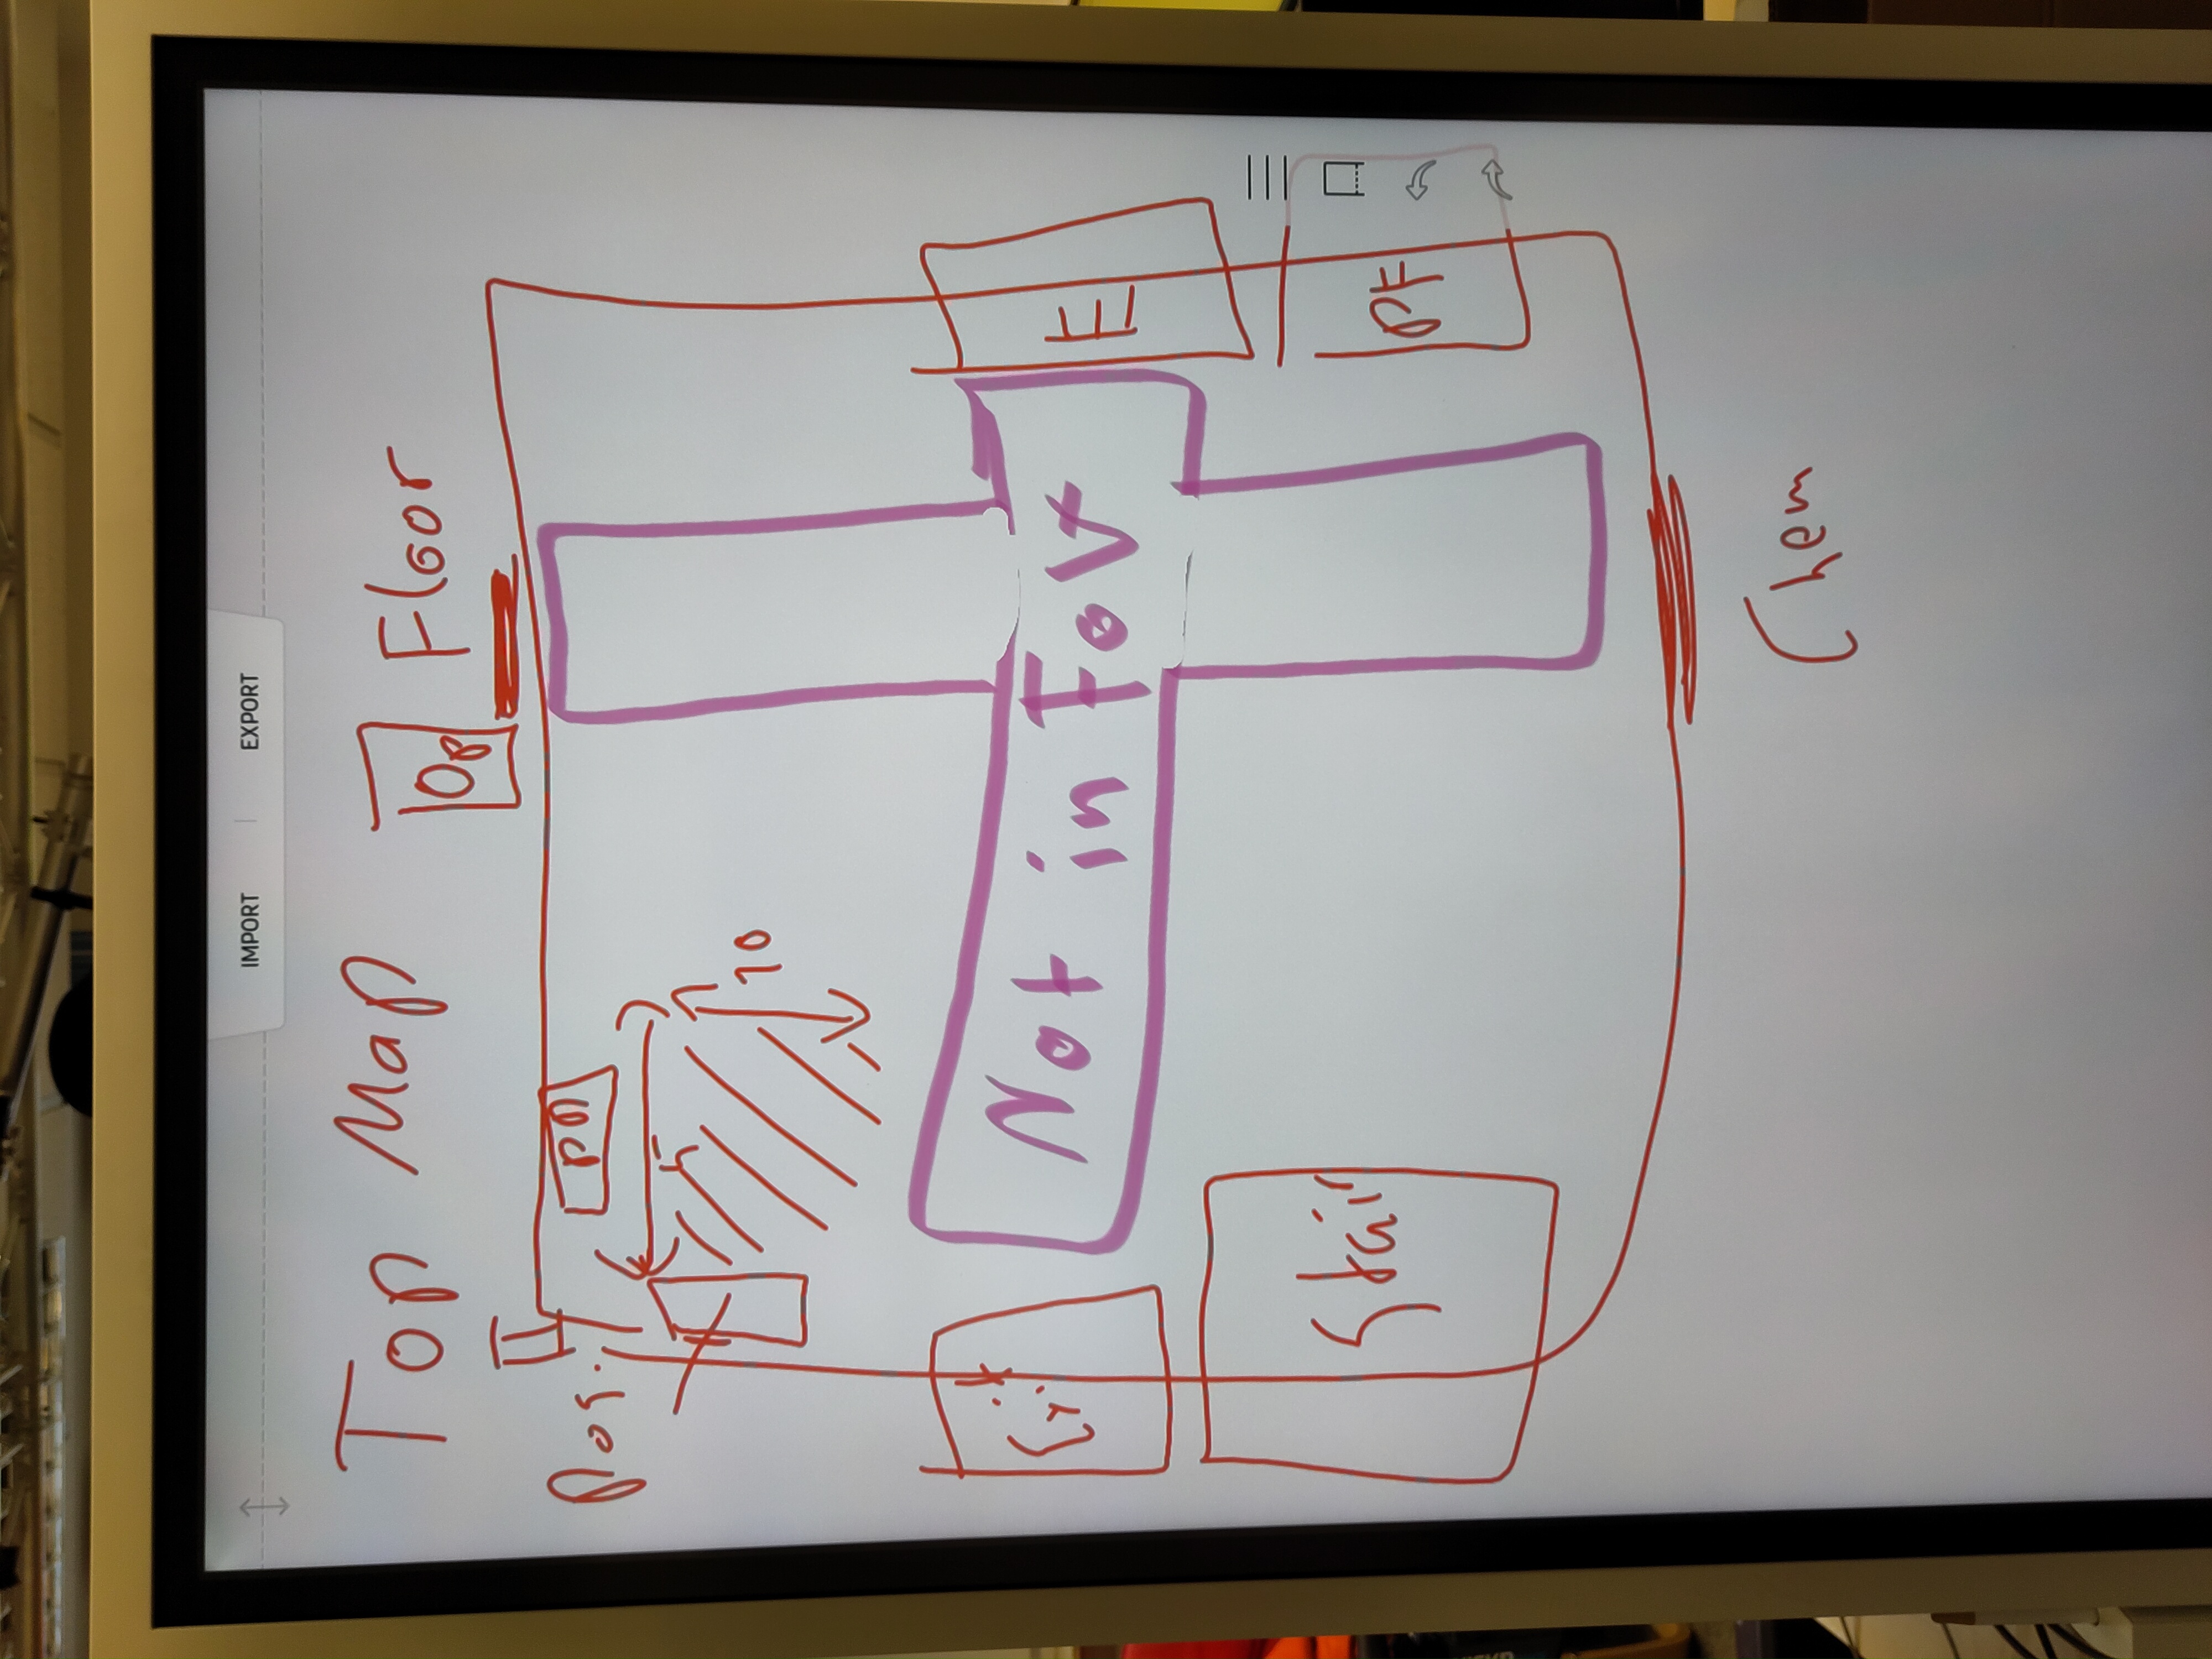 IMPORT EXPORT
Top Map
Floor
Op
Pos.
PM
5
10
Exit
Not in FoV
E
Stair
PF
Chem